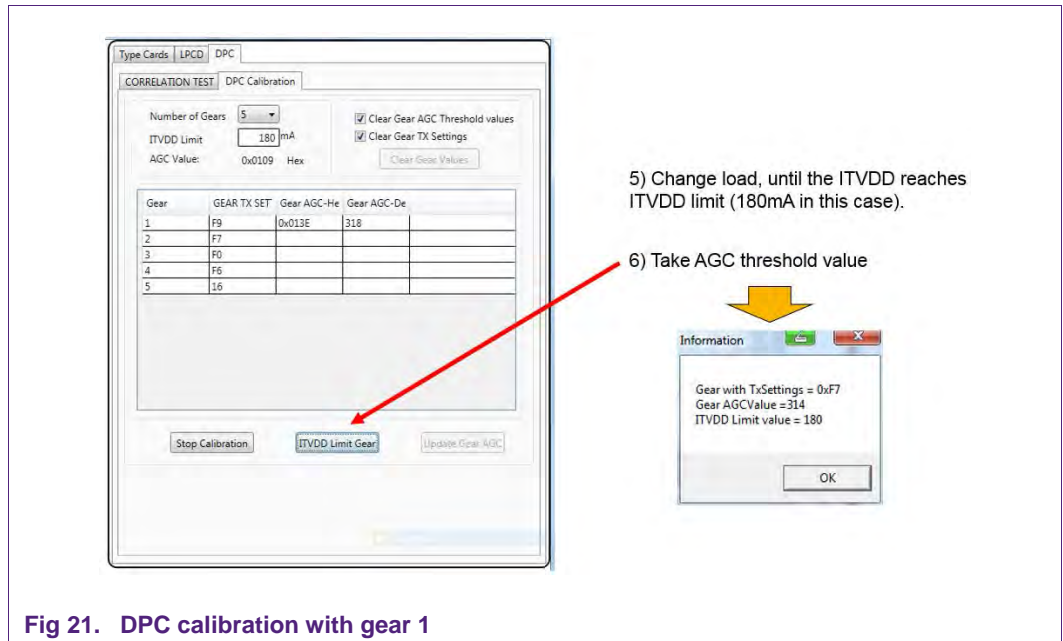 Type Cards LPCD DPC
CORRELATION TEST DPC Calibration
Number of Gears 5
Clear Gear AGC Threshold values
ITVDD Limit 180 mA
Clear Gear TX Settings
AGC Value: 0x0109 Hex
Clear Gear Values
Gear GEAR TX SET Gear AGC-He Gear AGC-De
1 F9 0x013E 318
2 F7
3 F0
4 F6
5 16
Stop Calibration ITVDD Limit Gear Update Gear AGC
5) Change load, until the ITVDD reaches
ITVDD limit (180mA in this case).
6) Take AGC threshold value
Information
Gear with TxSettings = 0xF7
Gear AGCValue =314
ITVDD Limit value = 180
OK
Fig 21. DPC calibration with gear 1